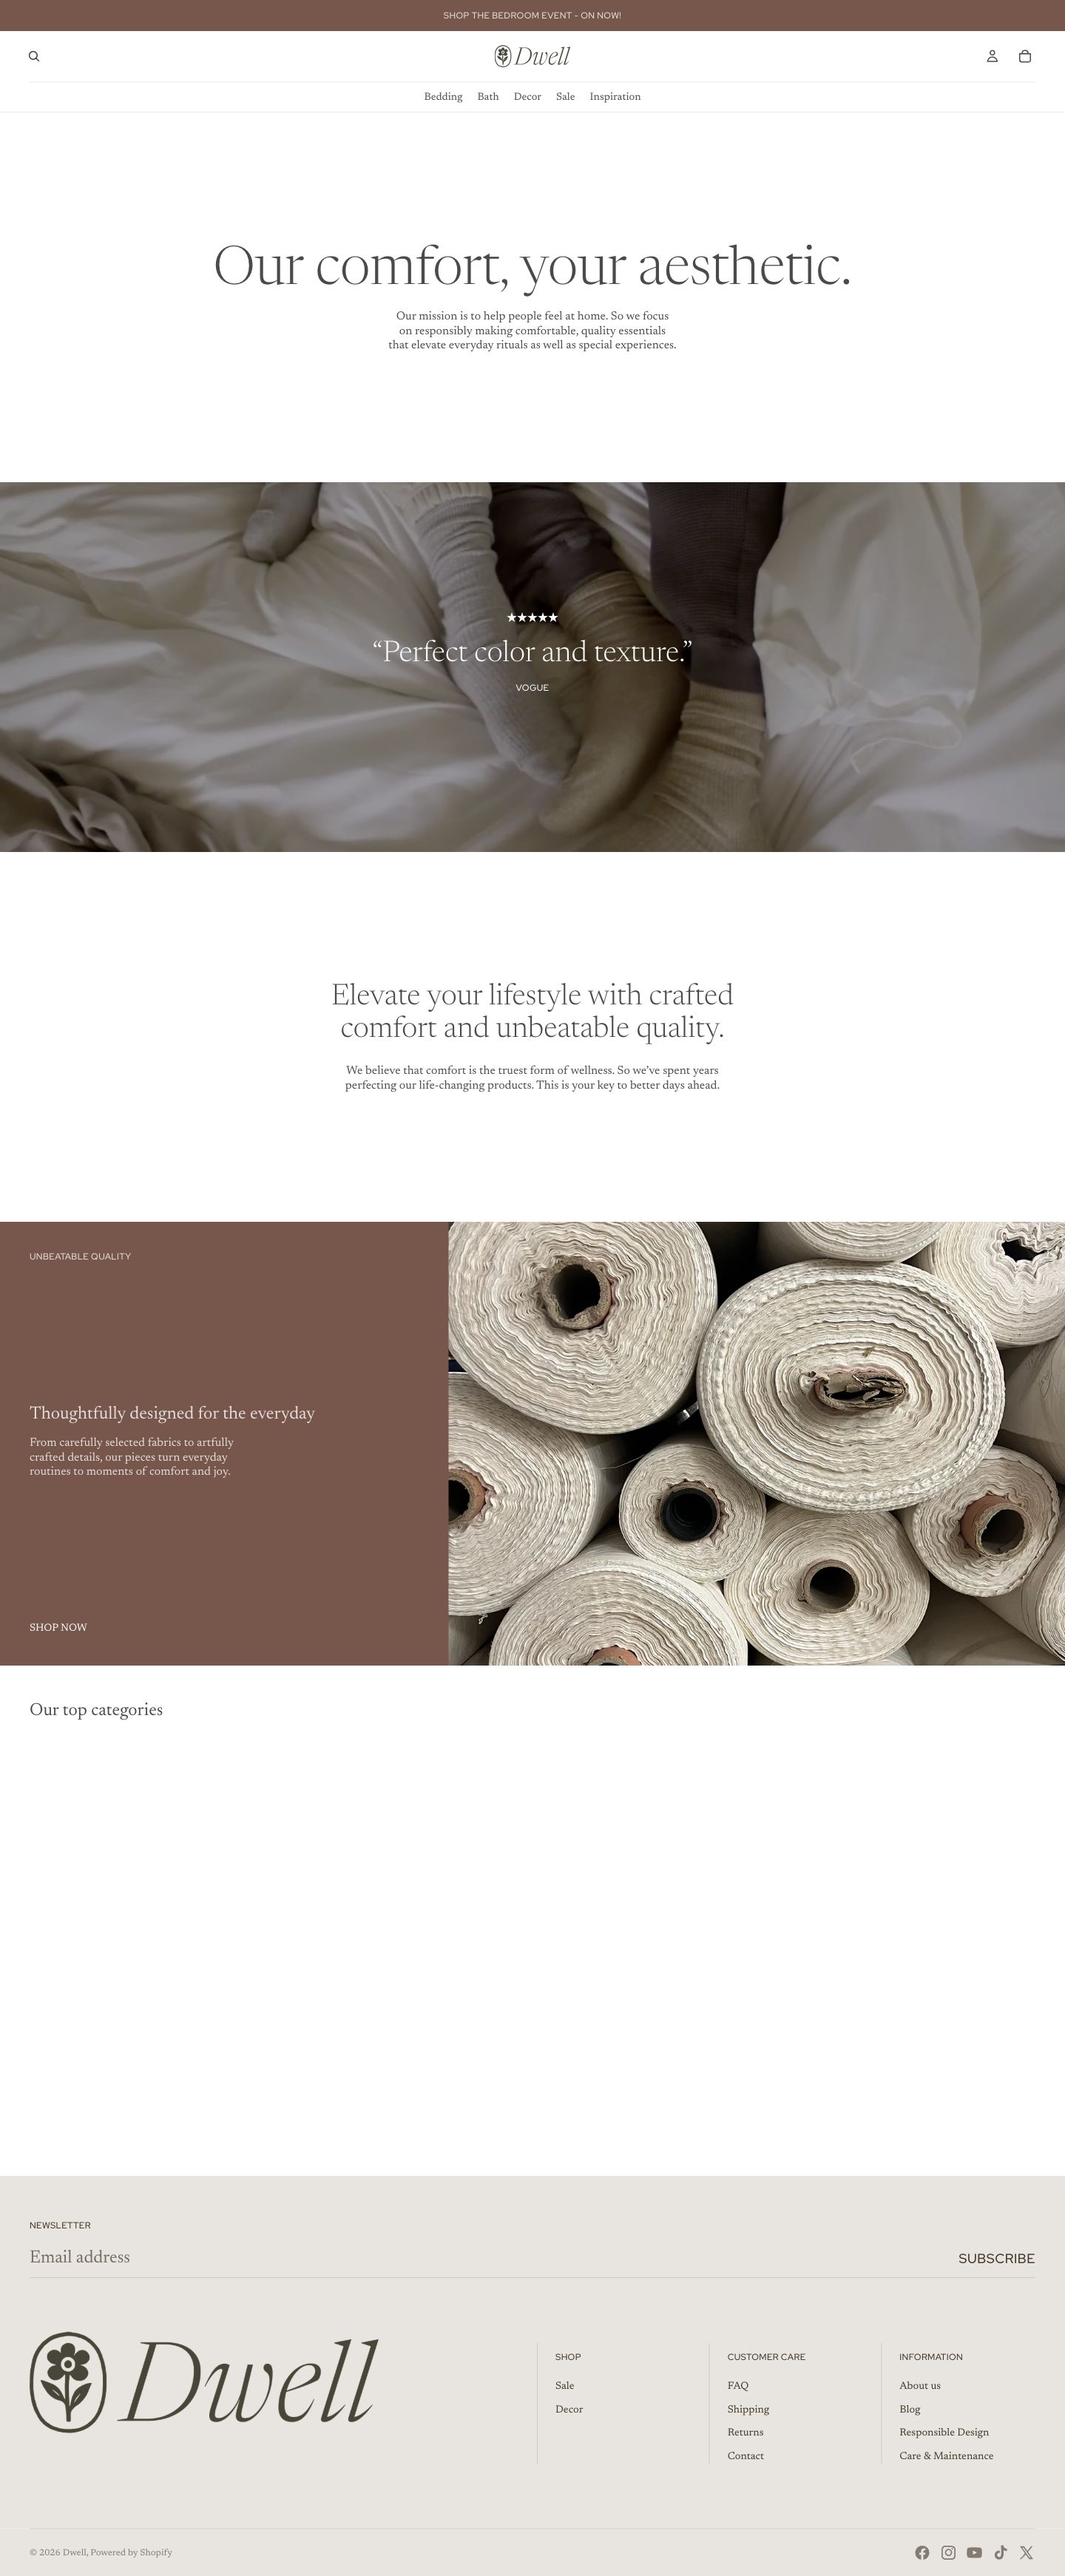 SHOP THE BEDROOM EVENT - ON NOW!
Dwell
Bedding Bath Decor Sale Inspiration
Our comfort, your aesthetic.
Our mission is to help people feel at home. So we focus
on responsibly making comfortable, quality essentials
that elevate everyday rituals as well as special experiences.
★★★★★
“Perfect color and texture.”
VOGUE
Elevate your lifestyle with crafted
comfort and unbeatable quality.
We believe that comfort is the truest form of wellness. So we’ve spent years
perfecting our life-changing products. This is your key to better days ahead.
UNBEATABLE QUALITY
Thoughtfully designed for the everyday
From carefully selected fabrics to artfully
crafted details, our pieces turn everyday
routines to moments of comfort and joy.
SHOP NOW
Our top categories
NEWSLETTER
Email address
SUBSCRIBE
Dwell
SHOP
Sale
Decor
CUSTOMER CARE
FAQ
Shipping
Returns
Contact
INFORMATION
About us
Blog
Responsible Design
Care & Maintenance
© 2026 Dwell, Powered by Shopify